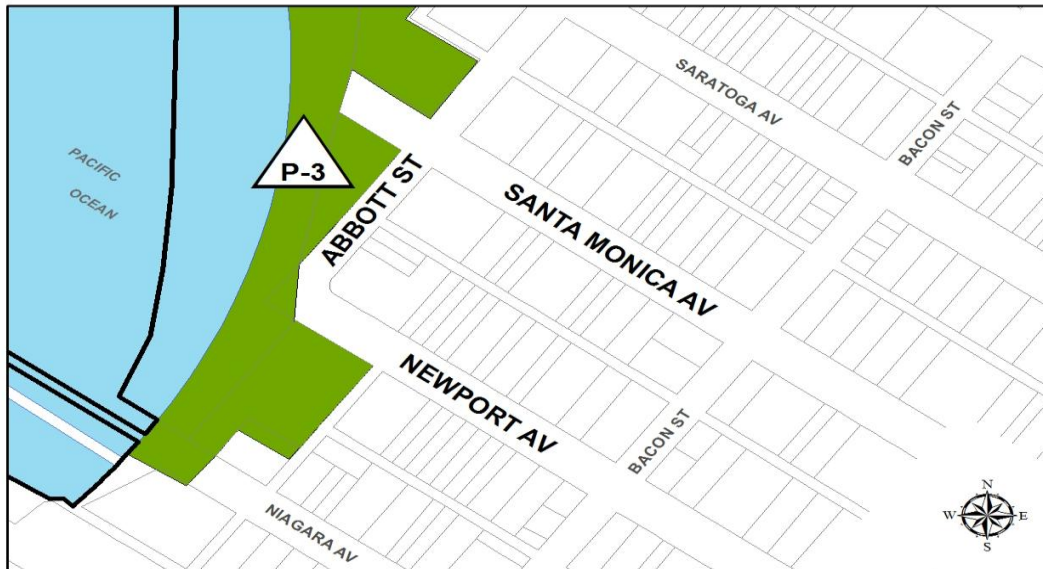 SARATOGA AV
BACON ST
PACIFIC
OCEAN
P-3
ABBOTT ST
SANTA MONICA AV
NEWPORT AV
BACON ST
NIAGARA AV
N
W
E
S